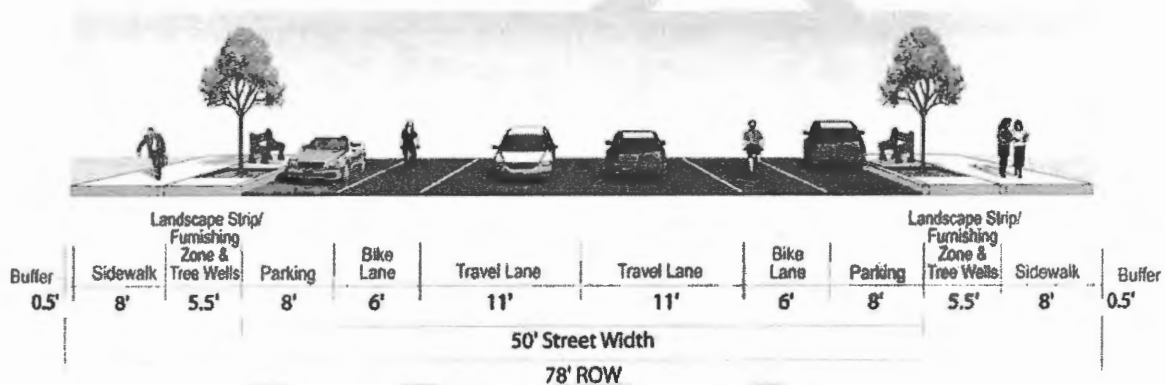 Landscape Strip/
Furnishing
Zone &
Tree Wells
Landscape Strip/
Furnishing
Zone &
Tree Wells
Buffer Sidewalk Parking Bike Lane Travel Lane Travel Lane Bike Lane Parking Sidewalk Buffer
0.5' 8' 5.5' 8' 6' 11' 11' 6' 8' 5.5' 8' 0.5'
50' Street Width
78' ROW